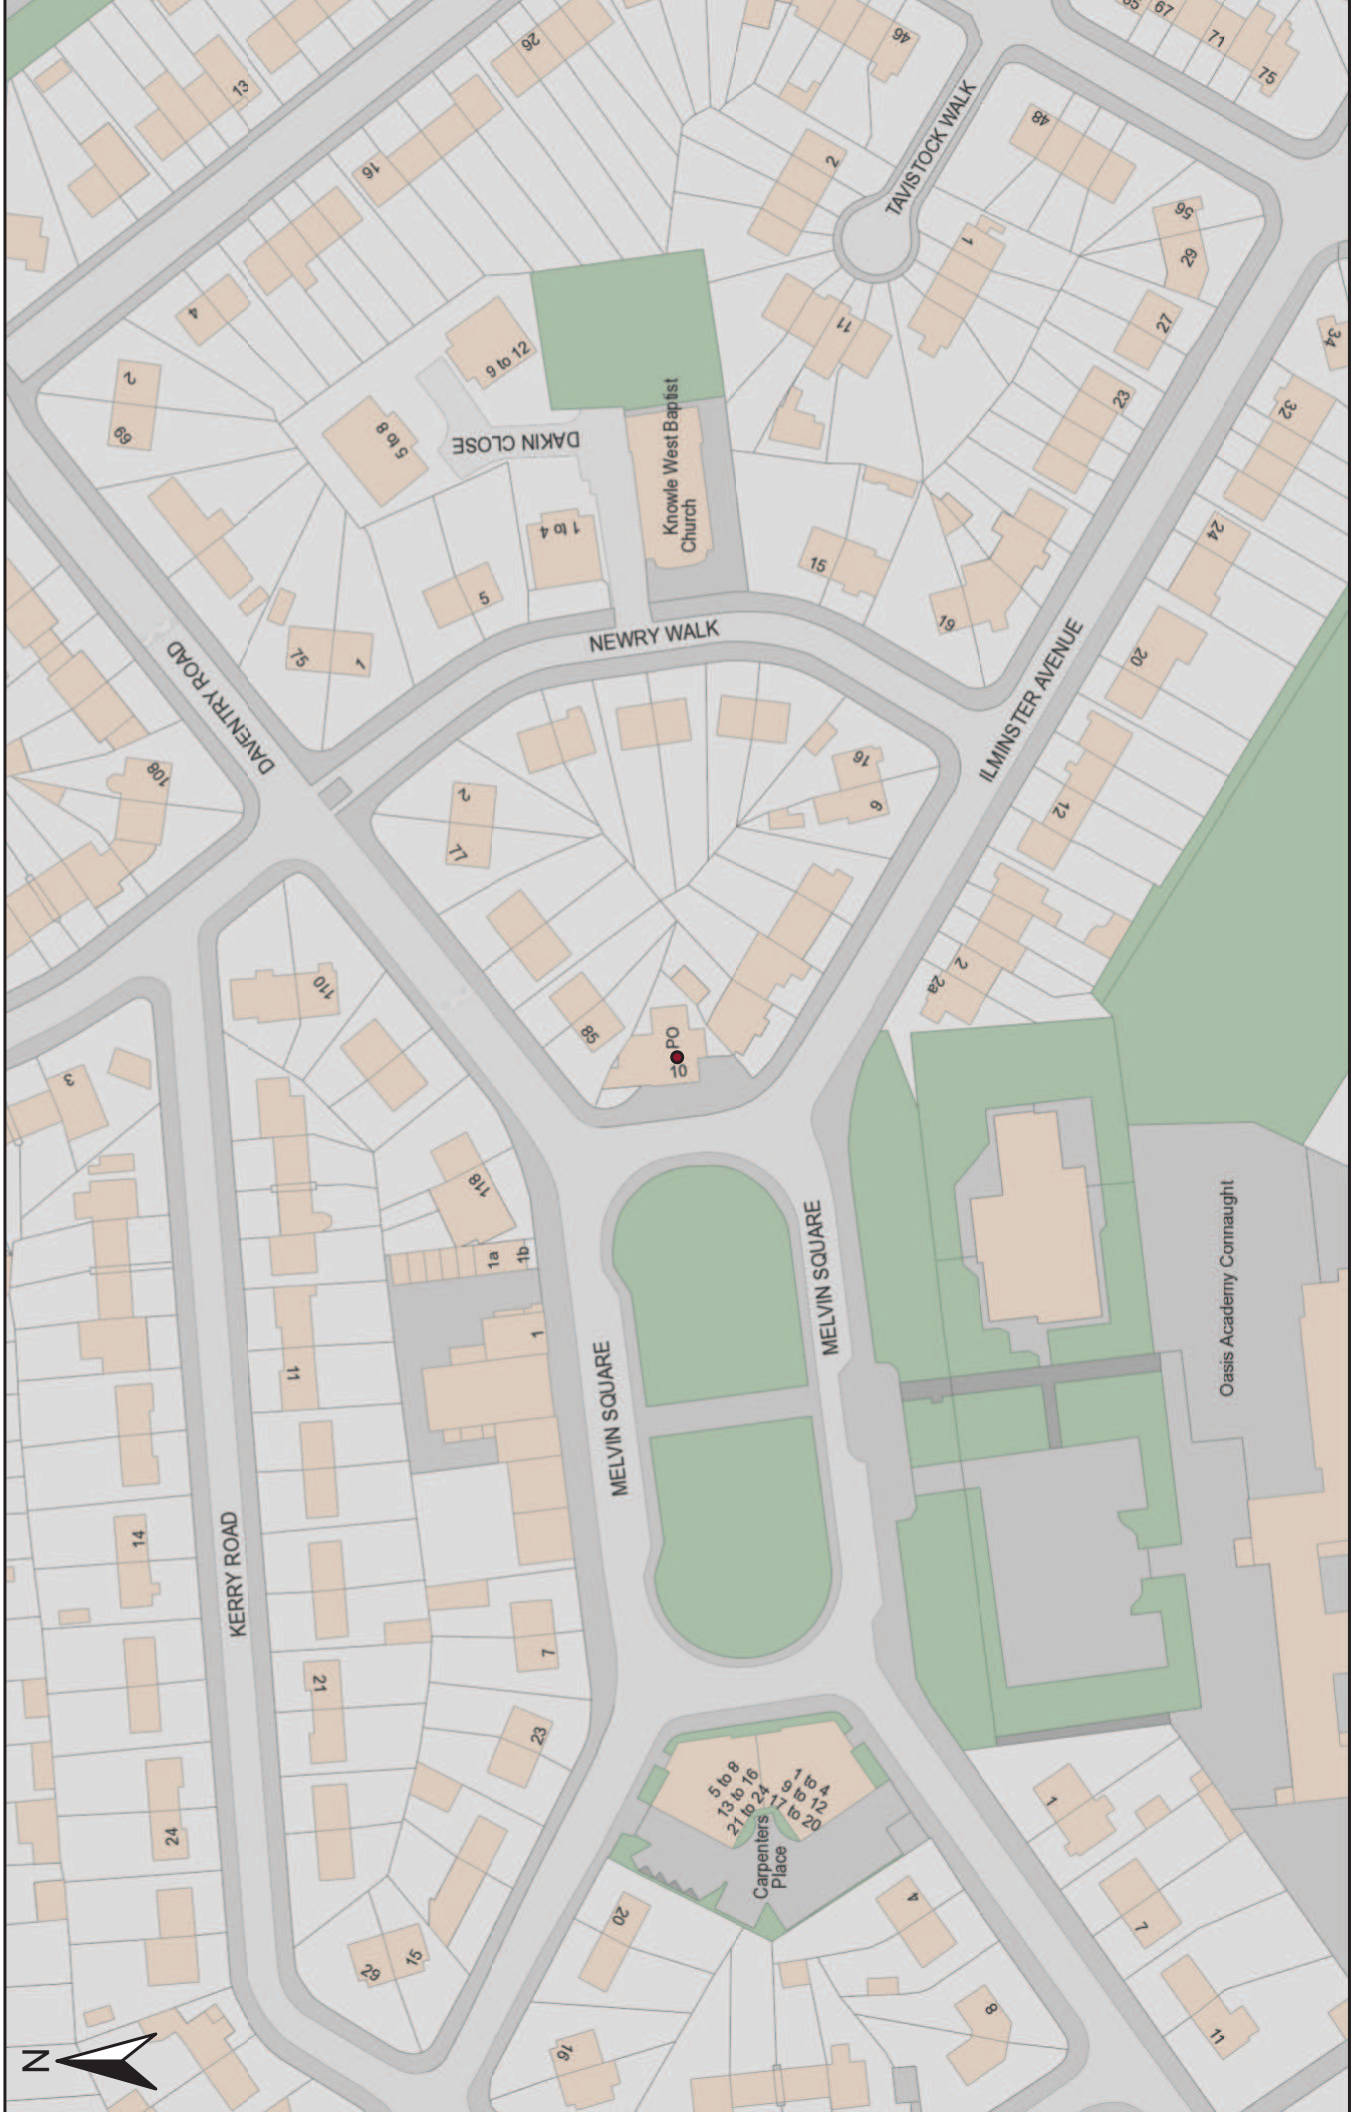 13
26
46
65
67
71
75
16
2
TAVISTOCK WALK
48
56
29
4
1
27
34
2
69
9 to 12
11
23
32
5 to 8
DAKIN CLOSE
Knowle West Baptist
Church
1 to 4
15
24
5
19
NEWRY WALK
DAVENTRY ROAD
75
1
20
ILMINSTER AVENUE
108
2
77
16
6
12
110
2
2a
85
PO
10
3
118
1a
1b
MELVIN SQUARE
1
11
MELVIN SQUARE
Oasis Academy Connaught
14
KERRY ROAD
21
7
23
5 to 8
13 to 16
21 to 24
1 to 4
9 to 12
17 to 20
Carpenters
Place
1
24
20
4
7
29
15
8
11
16
N